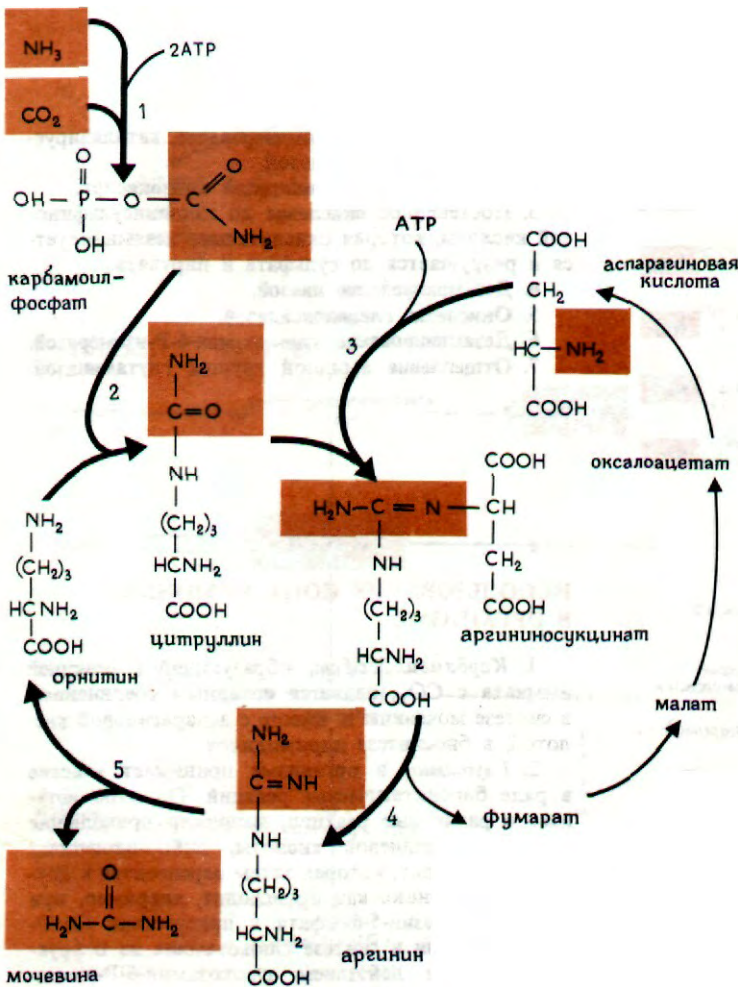 NH₃
2ATP
CO₂
1
O
OH—P—O—C
O
OH
NH₂
карбамоил-
фосфат
ATP
COOH
аспарагиновая
кислота
CH₂
CH—NH₂
COOH
3
2
NH₂
C=O
NH
(CH₂)₃
HCNH₂
COOH
цитруллин
оксалоацетат
COOH
H₂N—C=N—CH
CH₂
COOH
NH
(CH₂)₃
HCNH₂
COOH
аргининосукцинат
NH₂
(CH₂)₃
HCNH₂
COOH
орнитин
малат
5
NH₂
C=NH
NH
(CH₂)₃
HCNH₂
COOH
аргинин
4
фумарат
O
H₂N—C—NH₂
мочевина